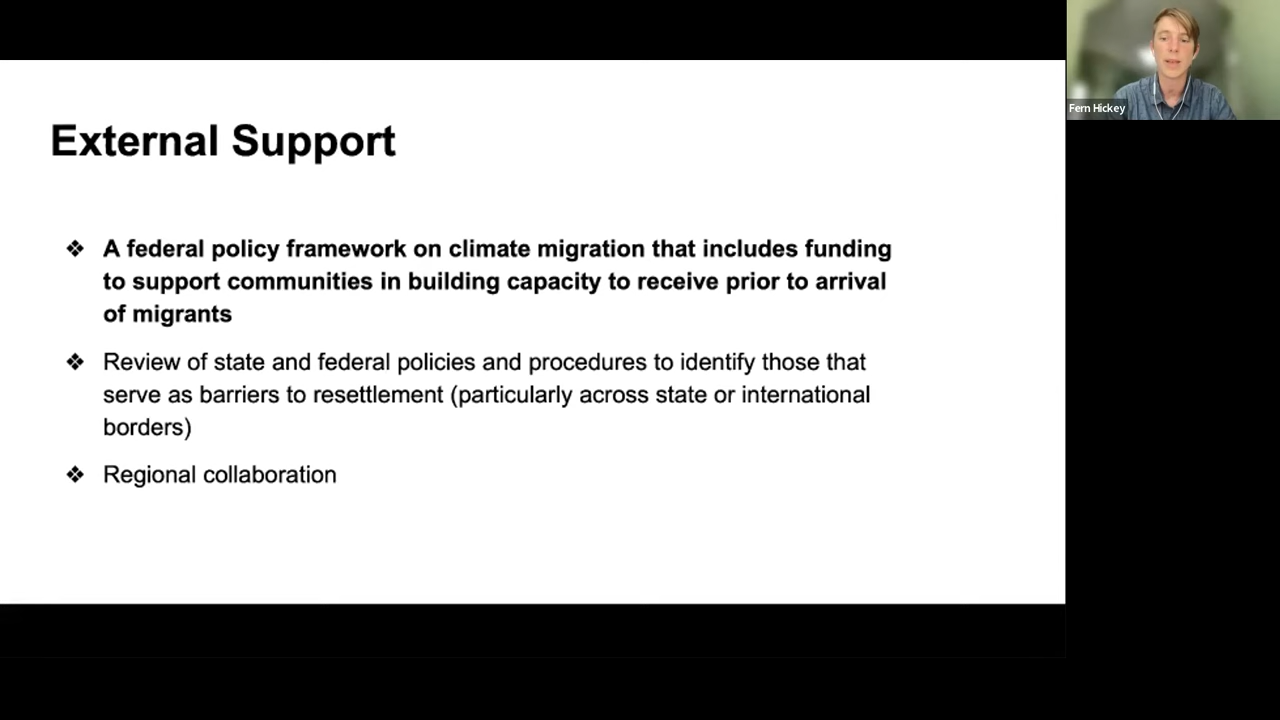 External Support
❖ A federal policy framework on climate migration that includes funding
to support communities in building capacity to receive prior to arrival
of migrants
❖ Review of state and federal policies and procedures to identify those that
serve as barriers to resettlement (particularly across state or international
borders)
❖ Regional collaboration
Fern Hickey